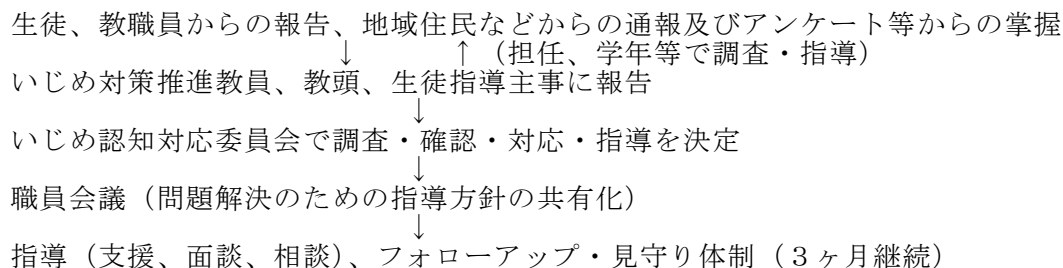 生徒、教職員からの報告、地域住民などからの通報及びアンケート等からの掌握
↓ ↑（担任、学年等で調査・指導）
いじめ対策推進教員、教頭、生徒指導主事に報告
↓
いじめ認知対応委員会で調査・確認・対応・指導を決定
↓
職員会議（問題解決のための指導方針の共有化）
↓
指導（支援、面談、相談）、フォローアップ・見守り体制（３ヶ月継続）